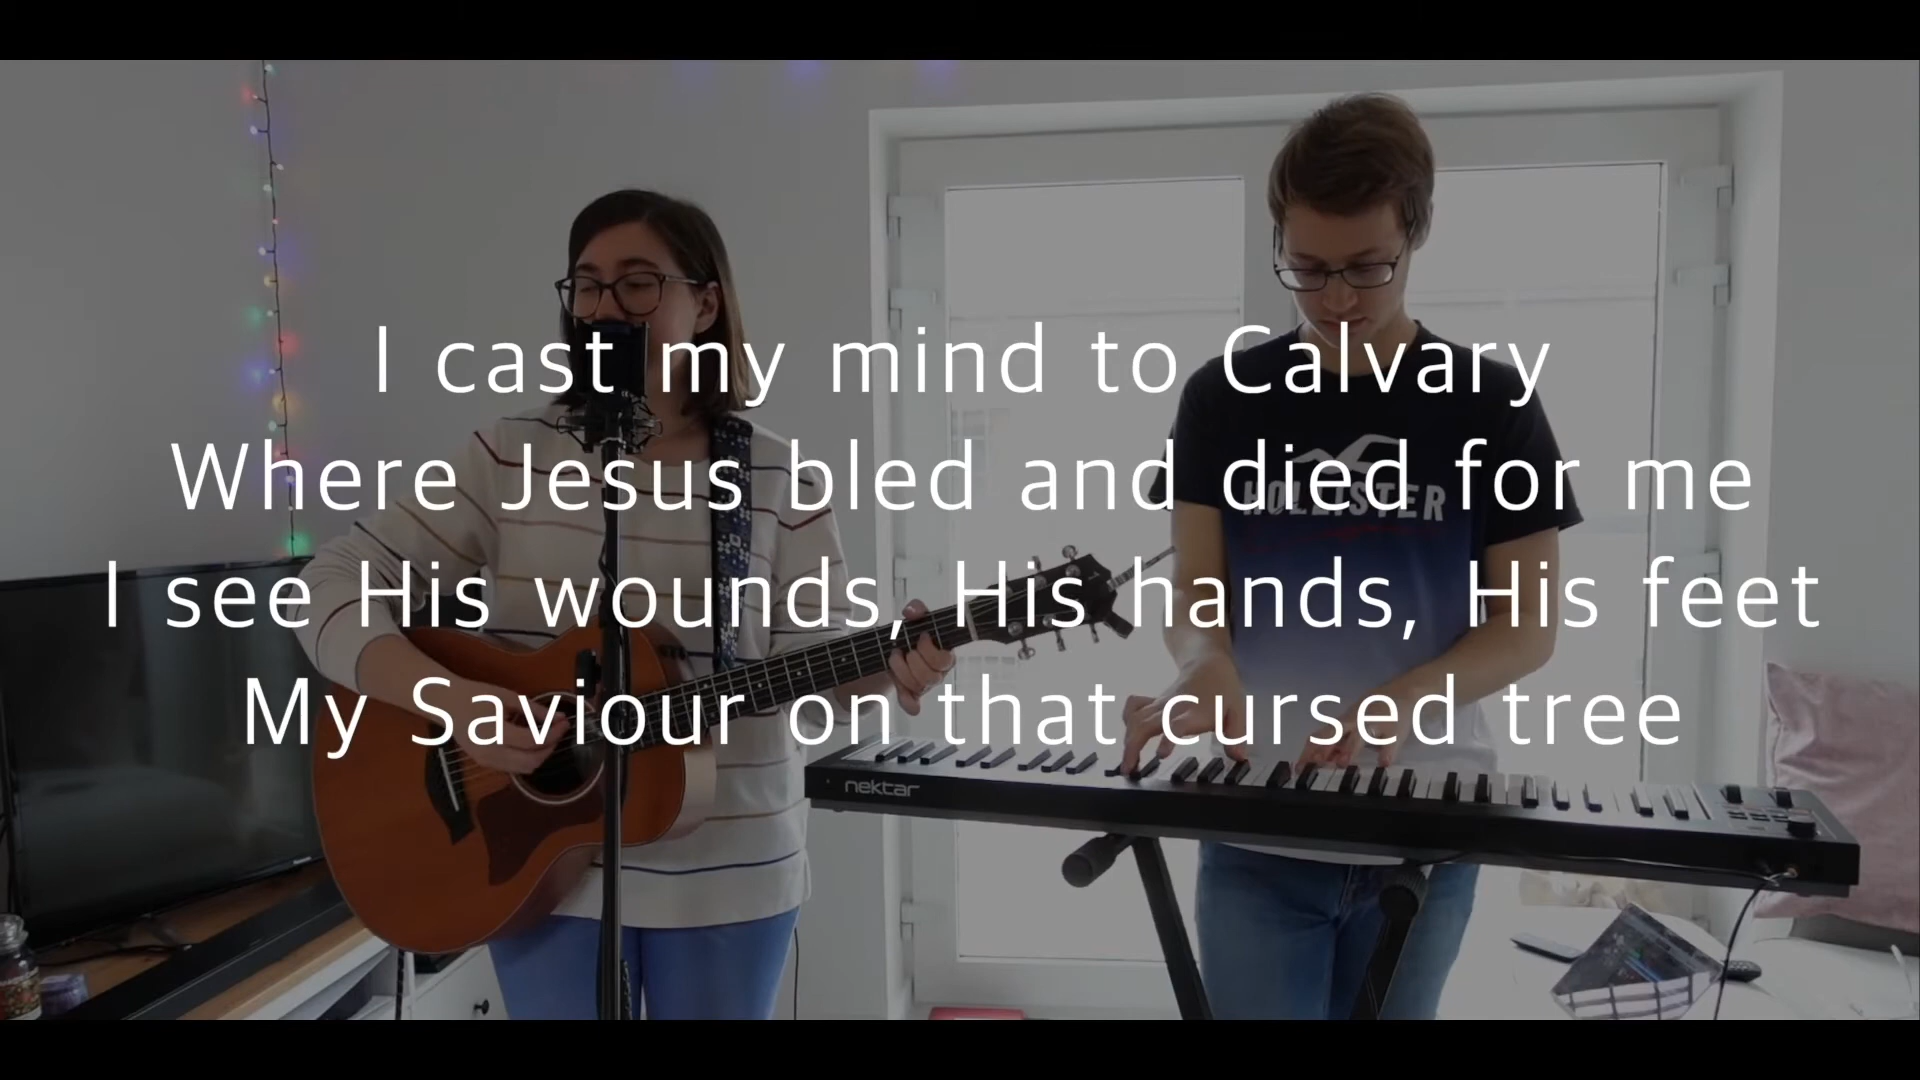 I cast my mind to Calvary
Where Jesus bled and died for me
HOLLISTER
I see His wounds, His hands, His feet
My Saviour on that cursed tree
nektar